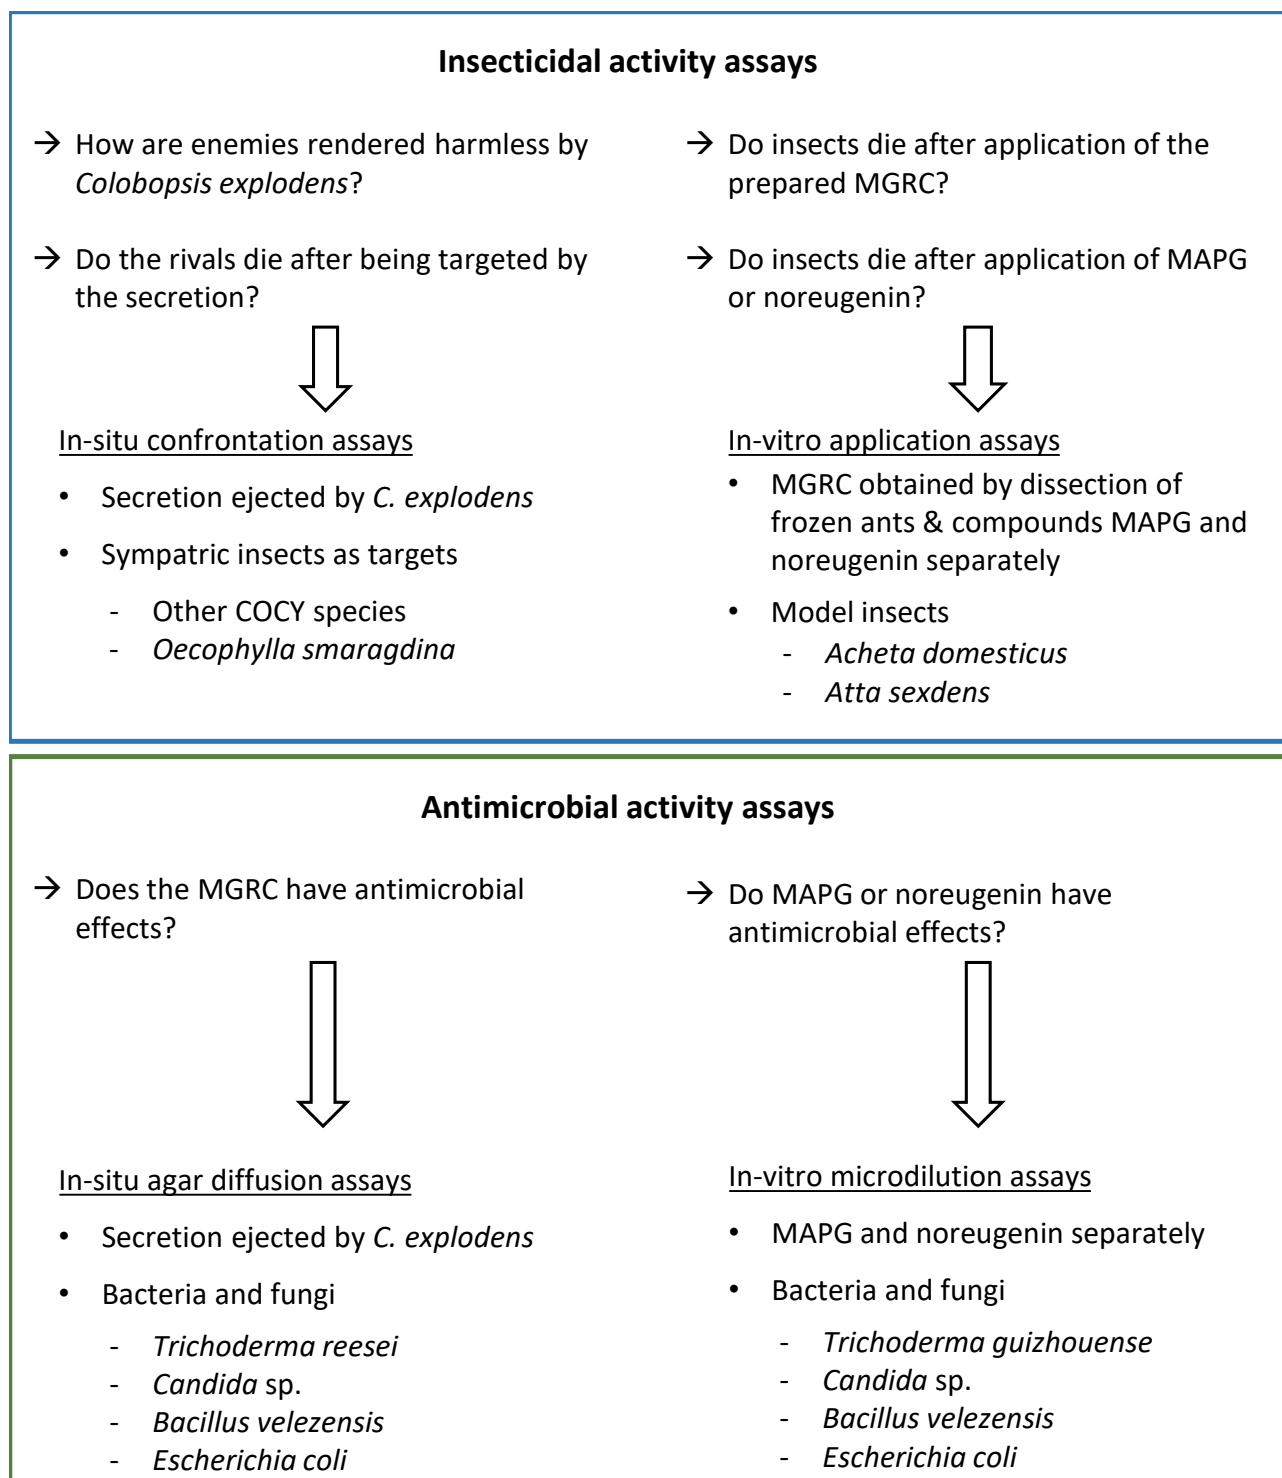 Insecticidal activity assays
→ How are enemies rendered harmless by
Colobopsis explodens?
→ Do the rivals die after being targeted by
the secretion?
In-situ confrontation assays
• Secretion ejected by C. explodens
• Sympatric insects as targets
- Other COCY species
- Oecophylla smaragdina
→ Do insects die after application of the
prepared MGRC?
→ Do insects die after application of MAPG
or noreugenin?
In-vitro application assays
• MGRC obtained by dissection of
frozen ants & compounds MAPG and
noreugenin separately
• Model insects
- Acheta domesticus
- Atta sexdens
Antimicrobial activity assays
→ Does the MGRC have antimicrobial
effects?
In-situ agar diffusion assays
• Secretion ejected by C. explodens
• Bacteria and fungi
- Trichoderma reesei
- Candida sp.
- Bacillus velezensis
- Escherichia coli
→ Do MAPG or noreugenin have
antimicrobial effects?
In-vitro microdilution assays
• MAPG and noreugenin separately
• Bacteria and fungi
- Trichoderma guizhouense
- Candida sp.
- Bacillus velezensis
- Escherichia coli